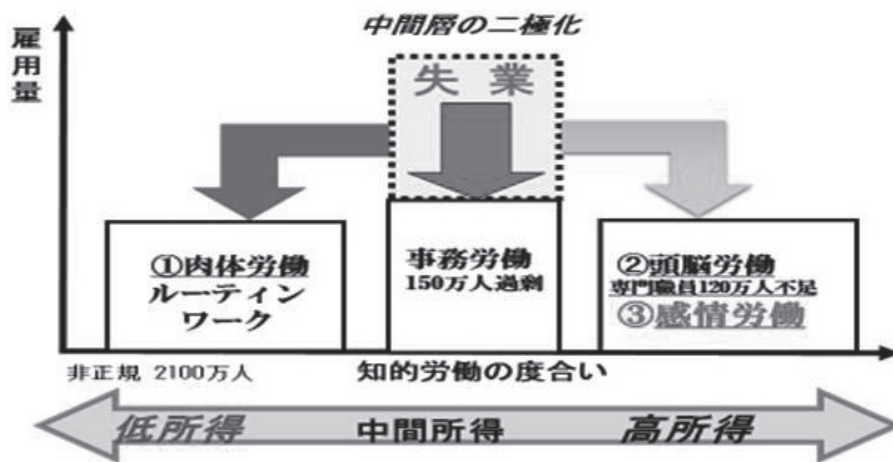 中間層の二極化
雇用量
失 業
①肉体労働
ルーティン
ワーク
事務労働
150万人過剰
②頭脳労働
専門職員120万人不足
③感情労働
非正規 2100万人
知的労働の度合い
低所得
中間所得
高所得